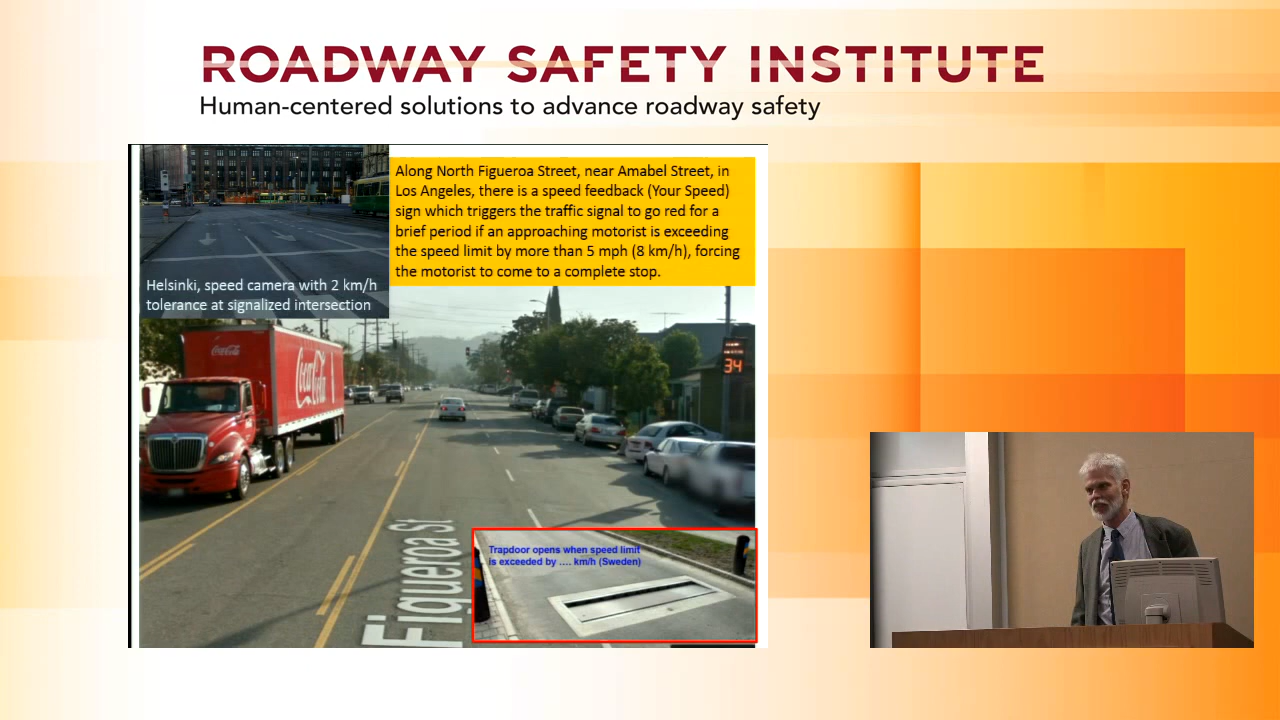 ROADWAY SAFETY INSTITUTE
Human-centered solutions to advance roadway safety
Along North Figueroa Street, near Amabel Street, in
Los Angeles, there is a speed feedback (Your Speed)
sign which triggers the traffic signal to go red for a
brief period if an approaching motorist is exceeding
the speed limit by more than 5 mph (8 km/h), forcing
the motorist to come to a complete stop.
Helsinki, speed camera with 2 km/h
tolerance at signalized intersection
Coca-Cola
Coca-Cola
34
Figueroa St
Trapdoor opens when speed limit
is exceeded by .... km/h (Sweden)